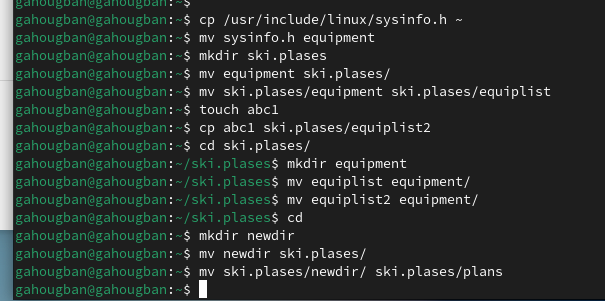 gahougban@gahougban:~$
gahougban@gahougban:~$ cp /usr/include/linux/sysinfo.h ~
gahougban@gahougban:~$ mv sysinfo.h equipment
gahougban@gahougban:~$ mkdir ski.plases
gahougban@gahougban:~$ mv equipment ski.plases/
gahougban@gahougban:~$ mv ski.plases/equipment ski.plases/equiplist
gahougban@gahougban:~$ touch abc1
gahougban@gahougban:~$ cp abc1 ski.plases/equiplist2
gahougban@gahougban:~$ cd ski.plases/
gahougban@gahougban:~/ski.plases$ mkdir equipment
gahougban@gahougban:~/ski.plases$ mv equiplist equipment/
gahougban@gahougban:~/ski.plases$ mv equiplist2 equipment/
gahougban@gahougban:~/ski.plases$ cd
gahougban@gahougban:~$ mkdir newdir
gahougban@gahougban:~$ mv newdir ski.plases/
gahougban@gahougban:~$ mv ski.plases/newdir/ ski.plases/plans
gahougban@gahougban:~$